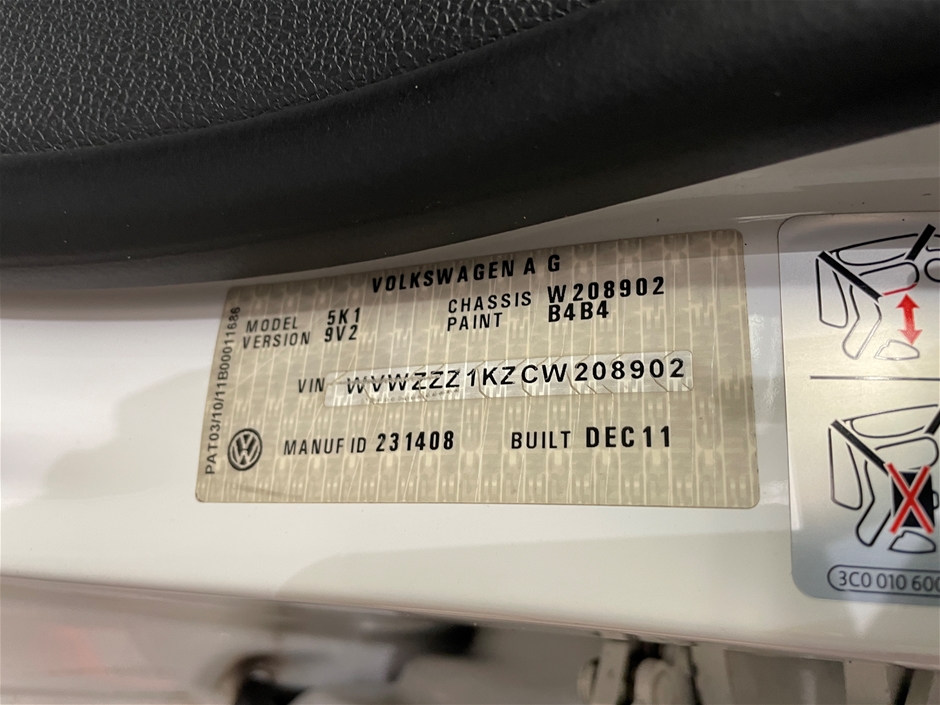 VOLKSWAGEN A G
MODEL 5K1 CHASSIS W208902
VERSION 9V2 PAINT B4B4
VIN WVWZZZ1KZCW208902
MANUF ID 231408 BUILT DEC11
PAT03/10/11B00011686
3C0 010 600